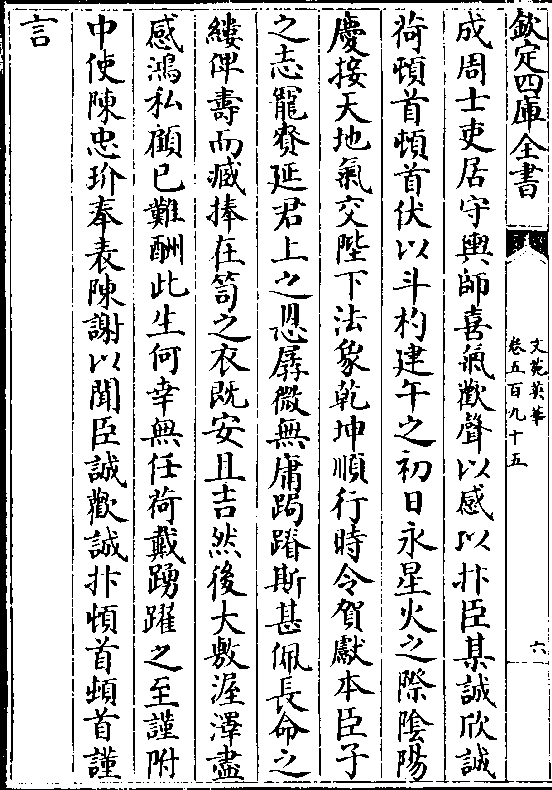 欽定四庫全書
文苑英華
卷五百九十五
六
成周士吏居守輿師喜氣歡聲以感以抃臣某誠欣誠
荷頓首頓首伏以斗杓建午之初日永星火之際陰陽
慶接天地氣交陛下法象乾坤順行時令賀獻本臣子
之志寵賚延君上之恩孱微無庸跼蹐斯甚佩長命之
縷俾壽而臧捧在笥之衣既安且吉然後大敷渥澤盡
感鴻私顧已難酬此生何幸無任荷戴踴躍之至謹附
中使陳忠玠奉表陳謝以聞臣誠歡誠抃頓首頓首謹
言